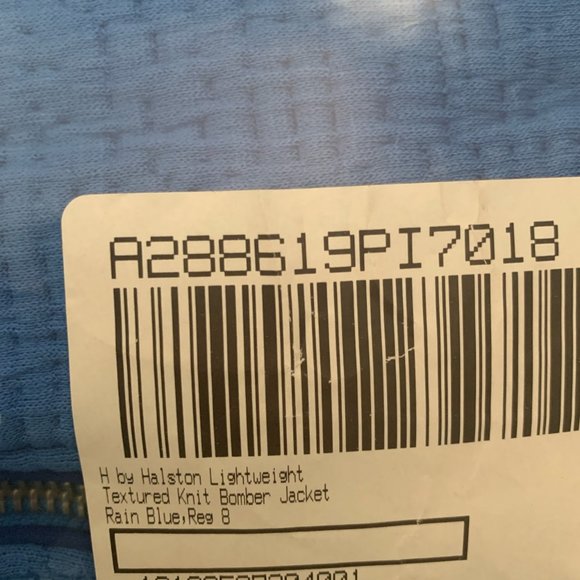 A288619PI7018
H by Halston Lightweight
Textured Knit Bomber Jacket
Rain Blue,Reg 8